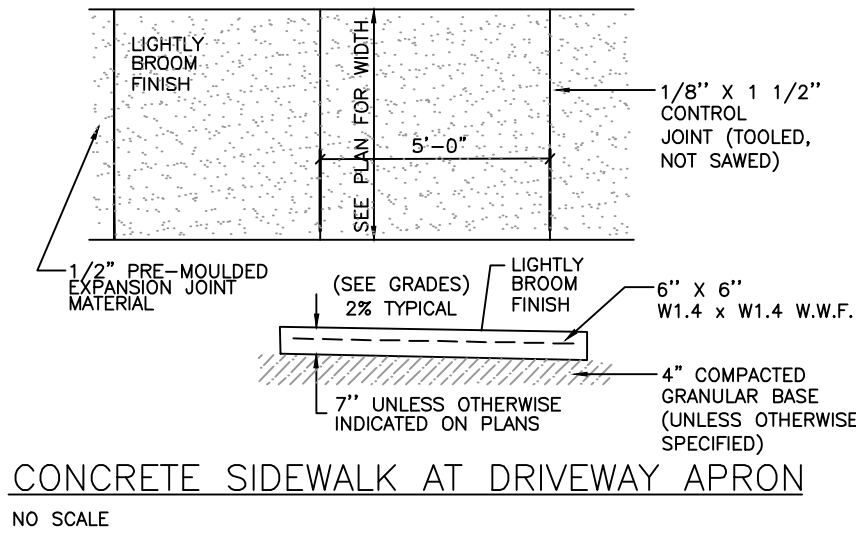 LIGHTLY
BROOM
FINISH
SEE PLAN FOR WIDTH
5'-0"
1/8'' X 1 1/2''
CONTROL
JOINT (TOOLED,
NOT SAWED)
1/2" PRE-MOULDED
EXPANSION JOINT
MATERIAL
(SEE GRADES)
2% TYPICAL
LIGHTLY
BROOM
FINISH
6'' X 6''
W1.4 x W1.4 W.W.F.
7'' UNLESS OTHERWISE
INDICATED ON PLANS
4" COMPACTED
GRANULAR BASE
(UNLESS OTHERWISE
SPECIFIED)
CONCRETE SIDEWALK AT DRIVEWAY APRON
NO SCALE